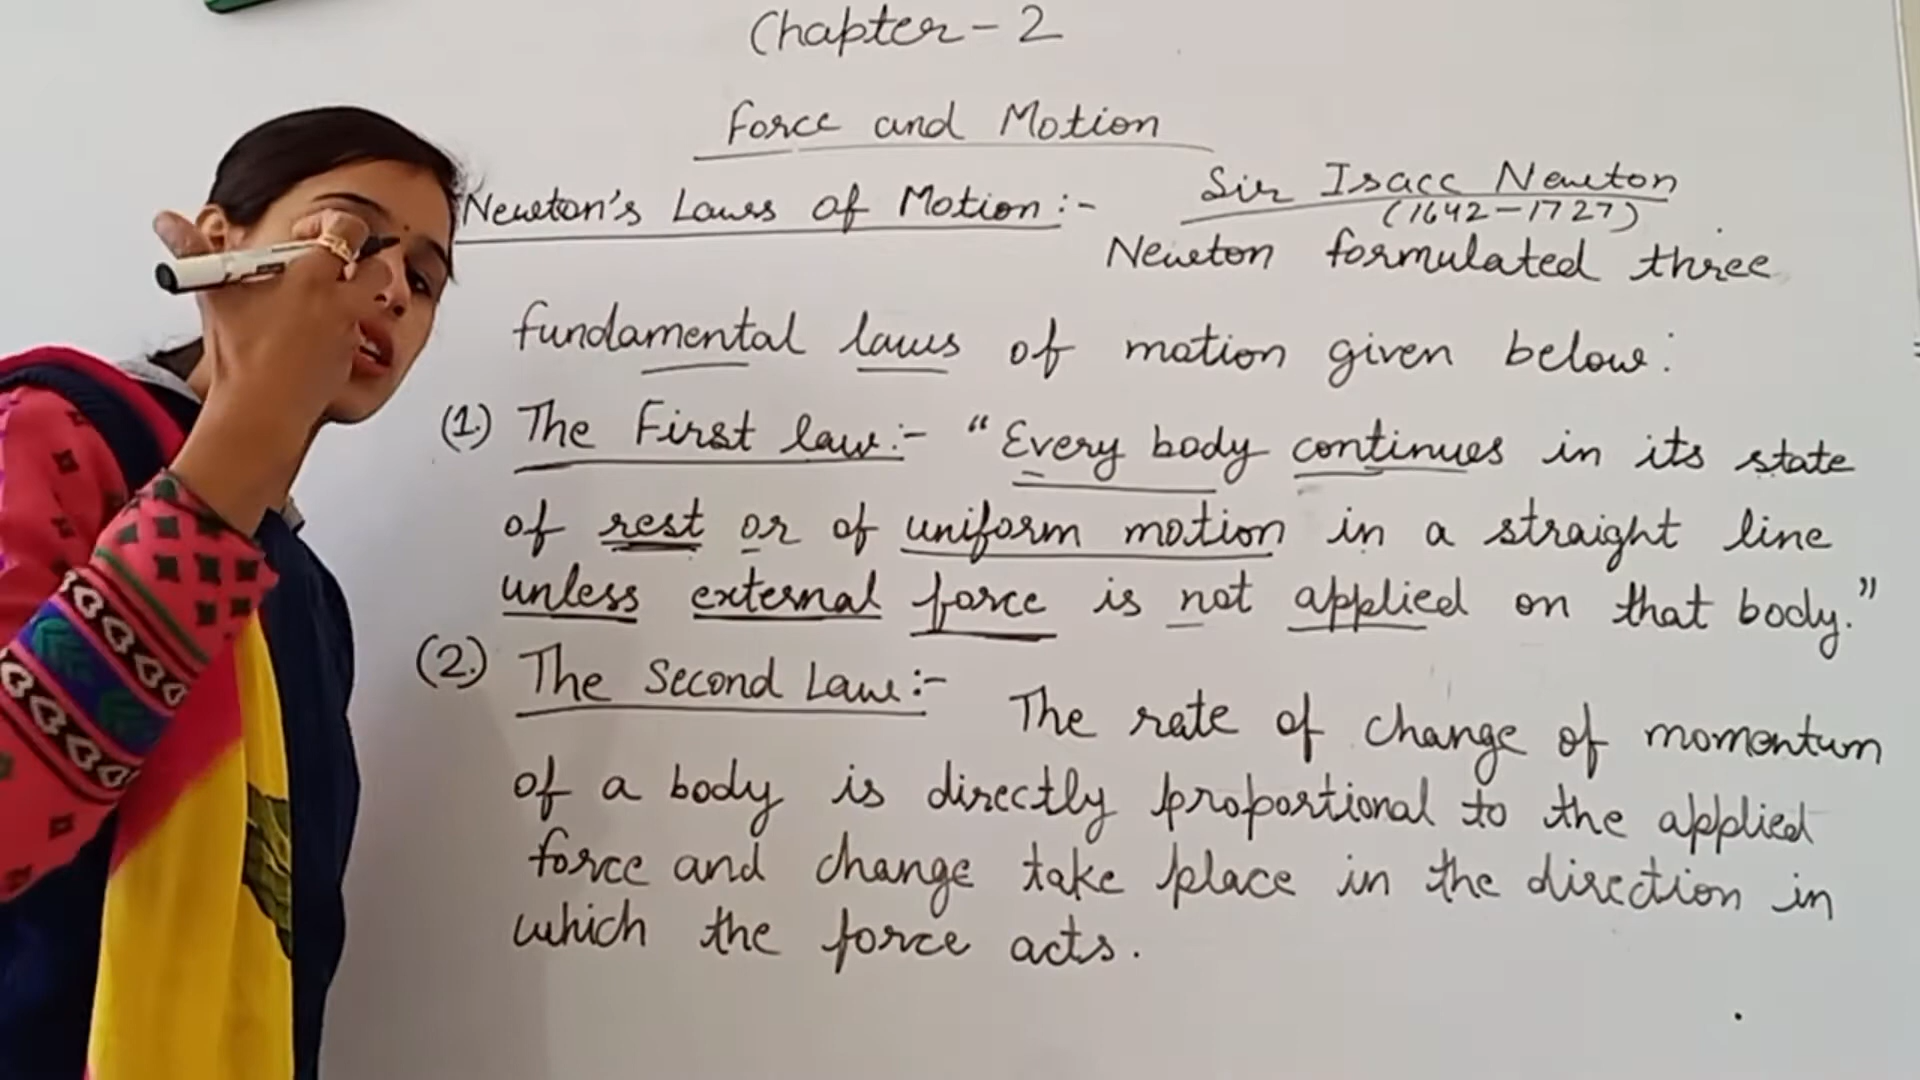 Chapter-2
Force and Motion
Newton's Laws of Motion:-
Sir Isacc Newton
(1642-1727)
Newton formulated three
fundamental laws of motion given below:
(1.) The First law:- "Every body continues in its state
of rest or of uniform motion in a straight line
unless external force is not applied on that body."
(2.) The Second Law:- The rate of change of momentum
of a body is directly proportional to the applied
force and change take place in the direction in
which the force acts.